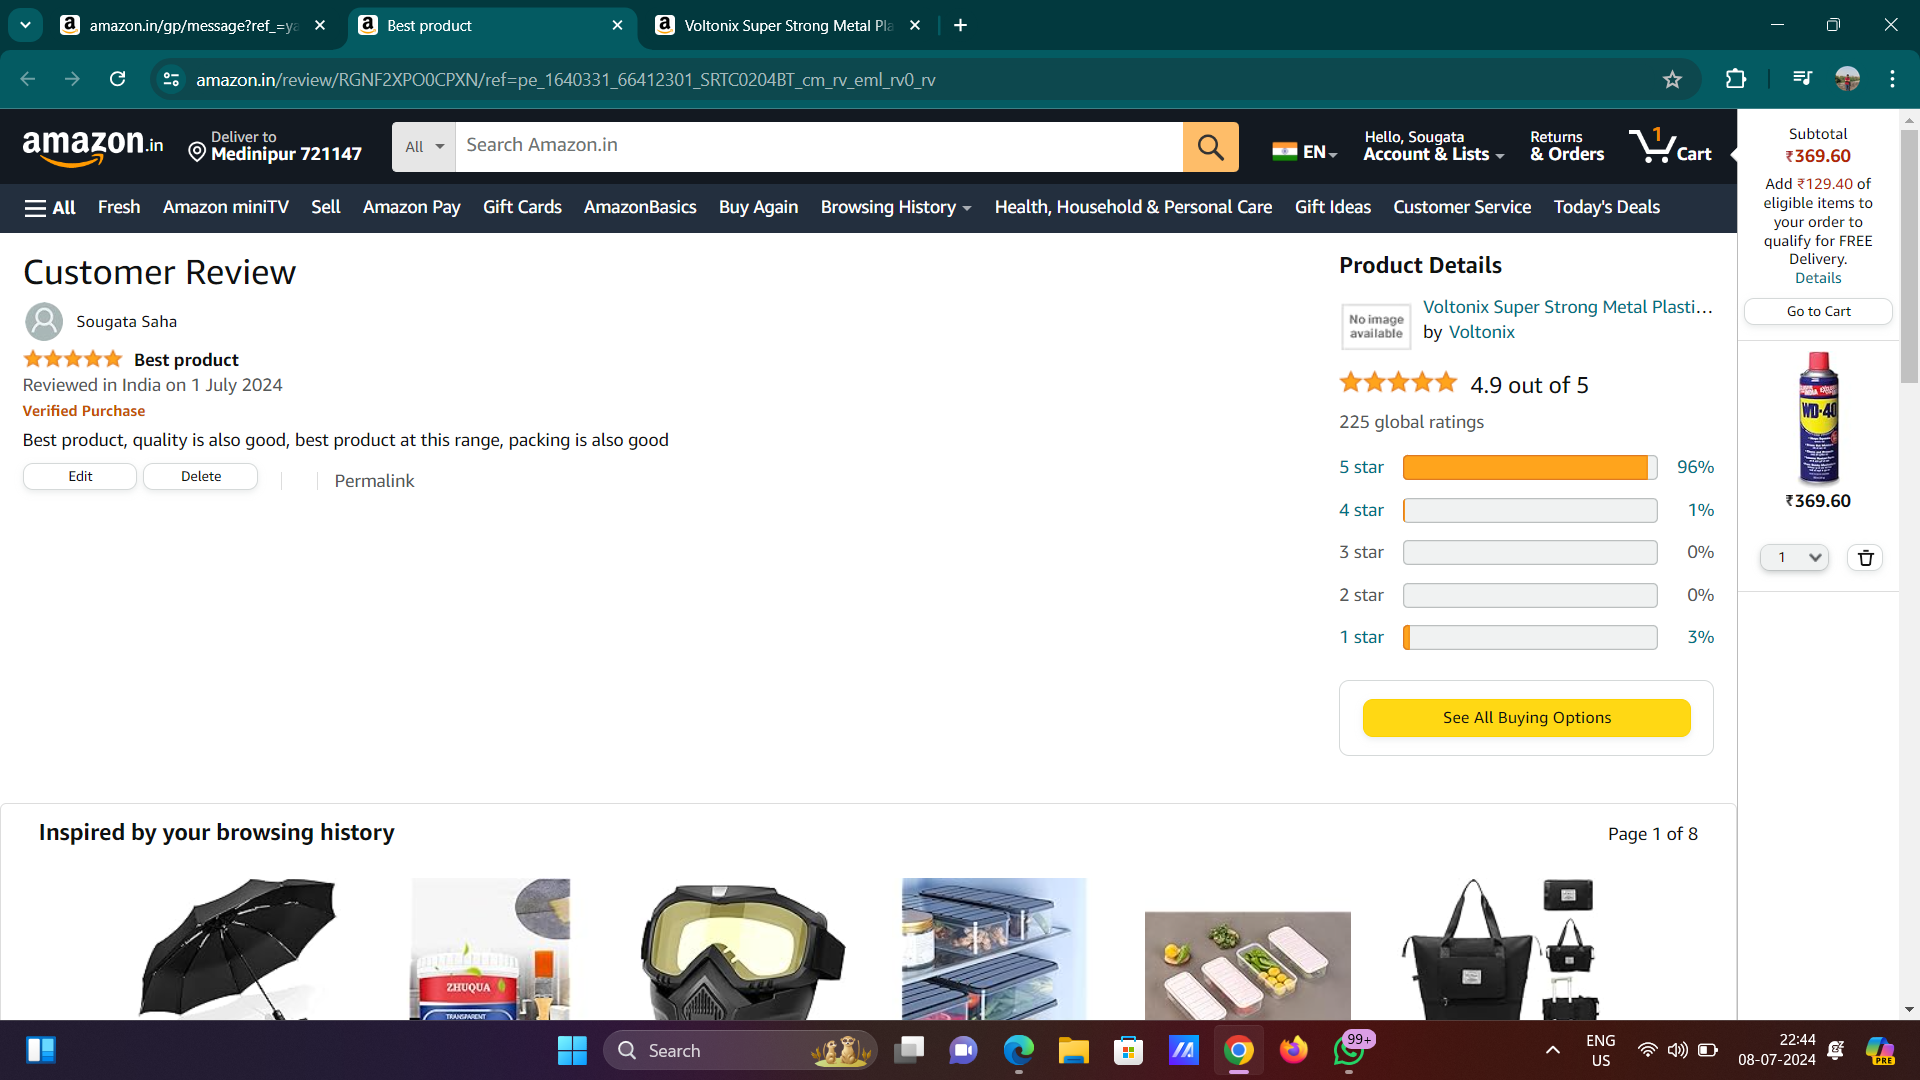 amazon.in/gp/message?ref_=ya
Best product
Voltonix Super Strong Metal Pla
amazon.in/review/RGNF2XPO0CPXN/ref=pe_1640331_66412301_SRTC0204BT_cm_rv_eml_rv0_rv
amazon.in
Deliver to
Medinipur 721147
All
Search Amazon.in
EN
Hello, Sougata
Account & Lists
Returns
& Orders
1
Cart
All
Fresh
Amazon miniTV
Sell
Amazon Pay
Gift Cards
AmazonBasics
Buy Again
Browsing History
Health, Household & Personal Care
Gift Ideas
Customer Service
Today's Deals
Subtotal
₹369.60
Add ₹129.40 of
eligible items to
your order to
qualify for FREE
Delivery.
Details
Go to Cart
WD-40
₹369.60
1
Customer Review
Sougata Saha
Best product
Reviewed in India on 1 July 2024
Verified Purchase
Best product, quality is also good, best product at this range, packing is also good
Edit
Delete
Permalink
Product Details
No image
available
Voltonix Super Strong Metal Plasti...
by Voltonix
4.9 out of 5
225 global ratings
5 star 96%
4 star 1%
3 star 0%
2 star 0%
1 star 3%
See All Buying Options
Inspired by your browsing history
Page 1 of 8
ZHUQUA
TRANSPARENT
Search
99+
ENG
US
22:44
08-07-2024
PRE